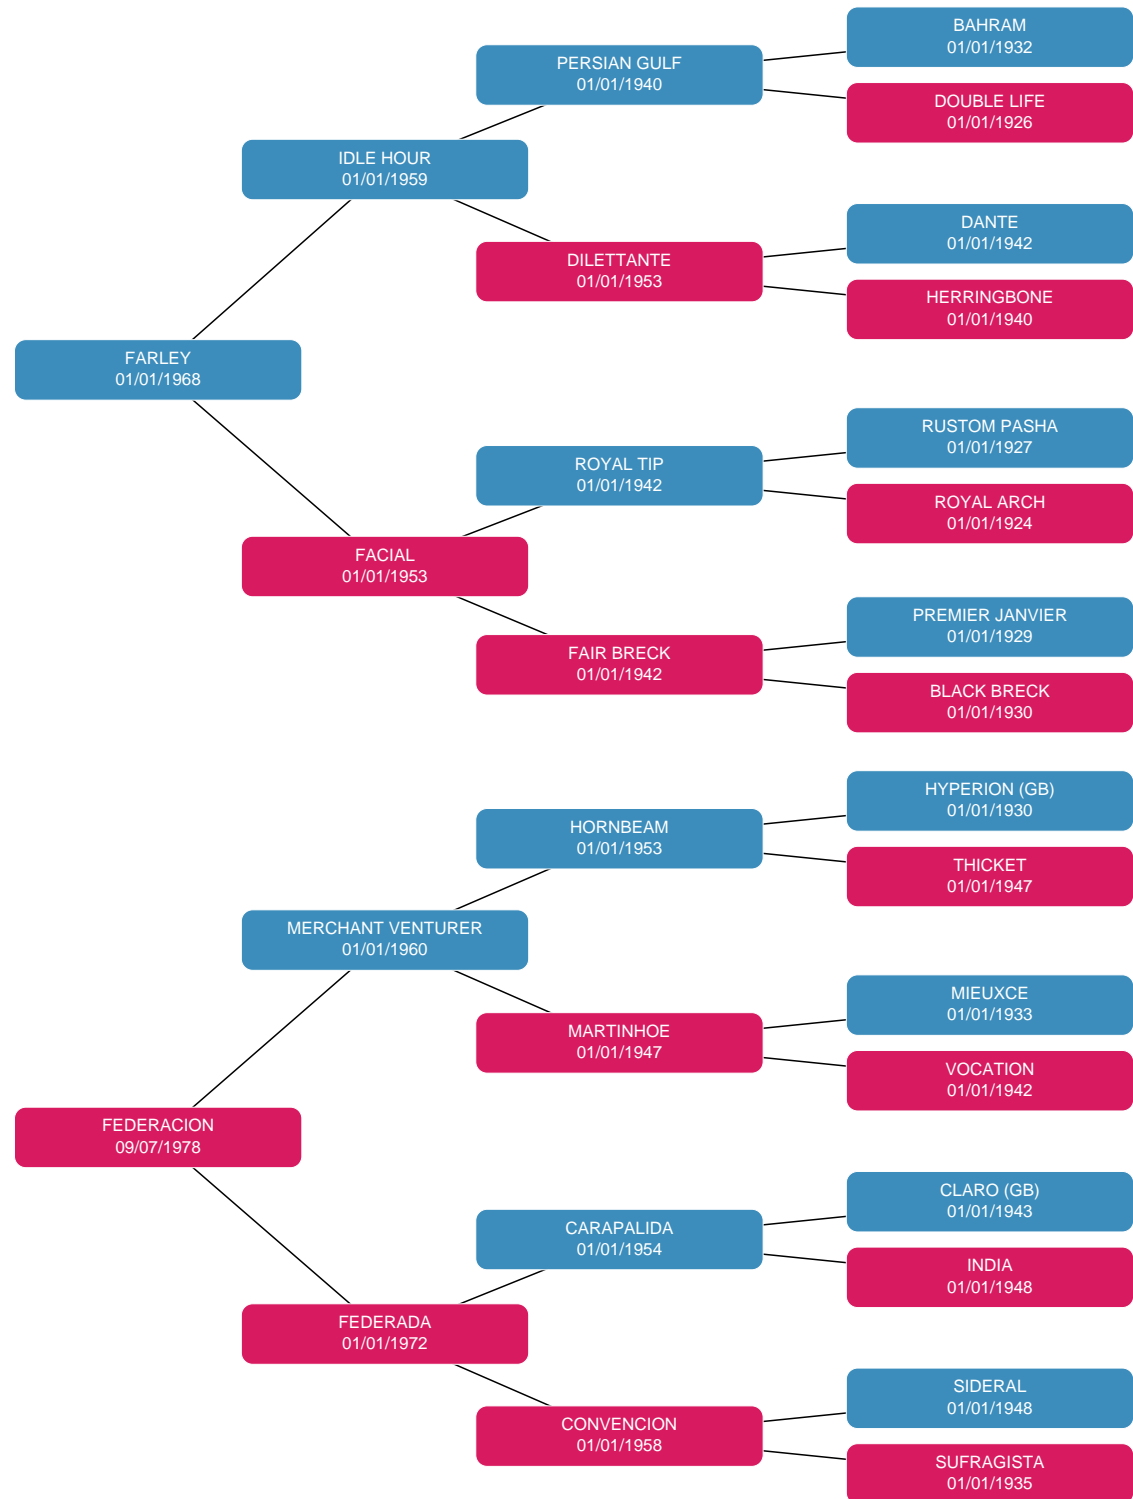 BAHRAM
01/01/1932
PERSIAN GULF
01/01/1940
DOUBLE LIFE
01/01/1926
IDLE HOUR
01/01/1959
DANTE
01/01/1942
DILETTANTE
01/01/1953
HERRINGBONE
01/01/1940
FARLEY
01/01/1968
RUSTOM PASHA
01/01/1927
ROYAL TIP
01/01/1942
ROYAL ARCH
01/01/1924
FACIAL
01/01/1953
PREMIER JANVIER
01/01/1929
FAIR BRECK
01/01/1942
BLACK BRECK
01/01/1930
HYPERION (GB)
01/01/1930
HORNBEAM
01/01/1953
THICKET
01/01/1947
MERCHANT VENTURER
01/01/1960
MIEUXCE
01/01/1933
MARTINHOE
01/01/1947
VOCATION
01/01/1942
FEDERACION
09/07/1978
CLARO (GB)
01/01/1943
CARAPALIDA
01/01/1954
INDIA
01/01/1948
FEDERADA
01/01/1972
SIDERAL
01/01/1948
CONVENCION
01/01/1958
SUFRAGISTA
01/01/1935